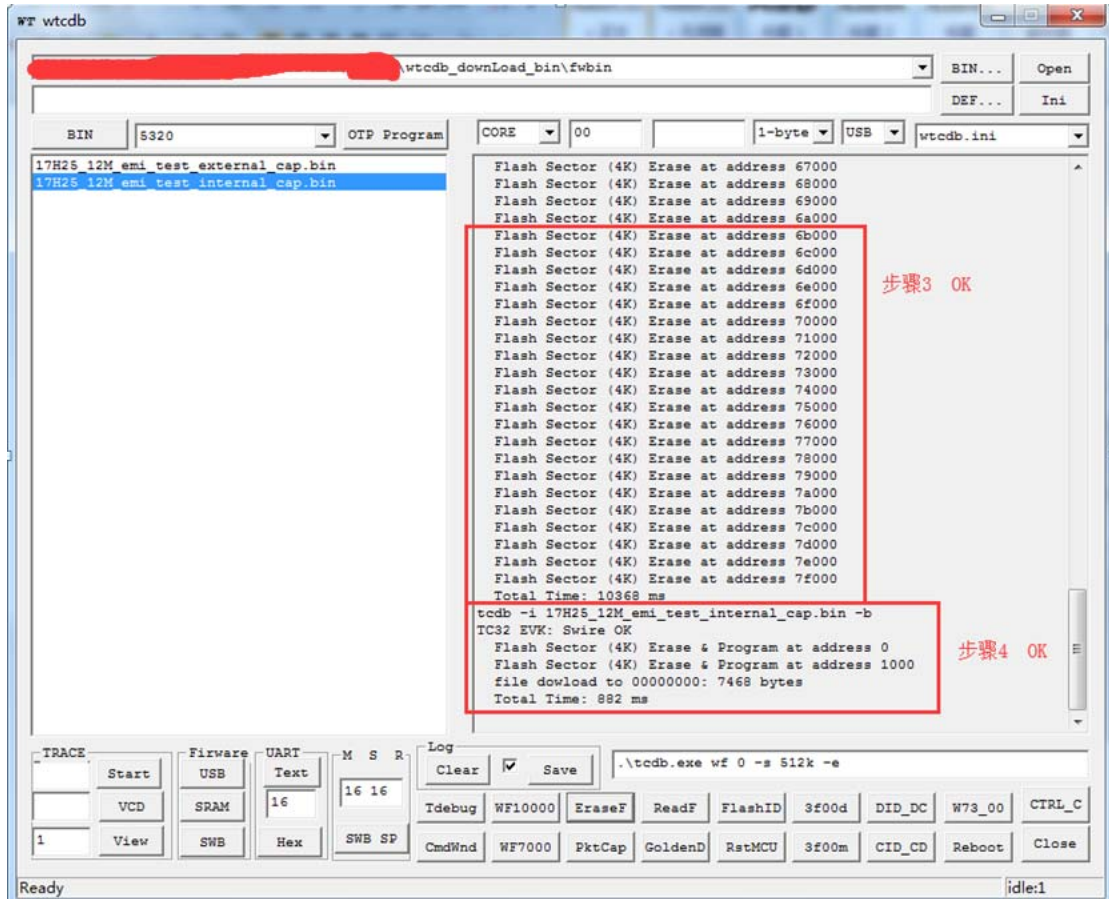 WT wtcdb
\wtcdb_downLoad_bin\fwbin BIN... Open
DEF... Ini
BIN 5320 OTP Program CORE 00 1-byte USB wtcdb.ini
17H25_12M_emi_test_external_cap.bin
17H25_12M_emi_test_internal_cap.bin
Flash Sector (4K) Erase at address 67000
Flash Sector (4K) Erase at address 68000
Flash Sector (4K) Erase at address 69000
Flash Sector (4K) Erase at address 6a000
Flash Sector (4K) Erase at address 6b000
Flash Sector (4K) Erase at address 6c000
Flash Sector (4K) Erase at address 6d000
Flash Sector (4K) Erase at address 6e000
Flash Sector (4K) Erase at address 6f000
Flash Sector (4K) Erase at address 70000
Flash Sector (4K) Erase at address 71000
Flash Sector (4K) Erase at address 72000
Flash Sector (4K) Erase at address 73000
Flash Sector (4K) Erase at address 74000
Flash Sector (4K) Erase at address 75000
Flash Sector (4K) Erase at address 76000
Flash Sector (4K) Erase at address 77000
Flash Sector (4K) Erase at address 78000
Flash Sector (4K) Erase at address 79000
Flash Sector (4K) Erase at address 7a000
Flash Sector (4K) Erase at address 7b000
Flash Sector (4K) Erase at address 7c000
Flash Sector (4K) Erase at address 7d000
Flash Sector (4K) Erase at address 7e000
Flash Sector (4K) Erase at address 7f000
Total Time: 10368 ms
步骤3 OK
tcdb -i 17H25_12M_emi_test_internal_cap.bin -b
TC32 EVK: Swire OK
Flash Sector (4K) Erase & Program at address 0
Flash Sector (4K) Erase & Program at address 1000
file dowload to 00000000: 7468 bytes
Total Time: 882 ms
步骤4 OK
TRACE Firware UART M S R Log
Start USB Text 16 16 Clear Save .\tcdb.exe wf 0 -s 512k -e
VCD SRAM 16 Tdebug WF10000 EraseF ReadF FlashID 3f00d DID_DC W73_00 CTRL_C
1 View SWB Hex SWB SP CmdWnd WF7000 PktCap GoldenD RstMCU 3f00m CID_CD Reboot Close
Ready idle:1